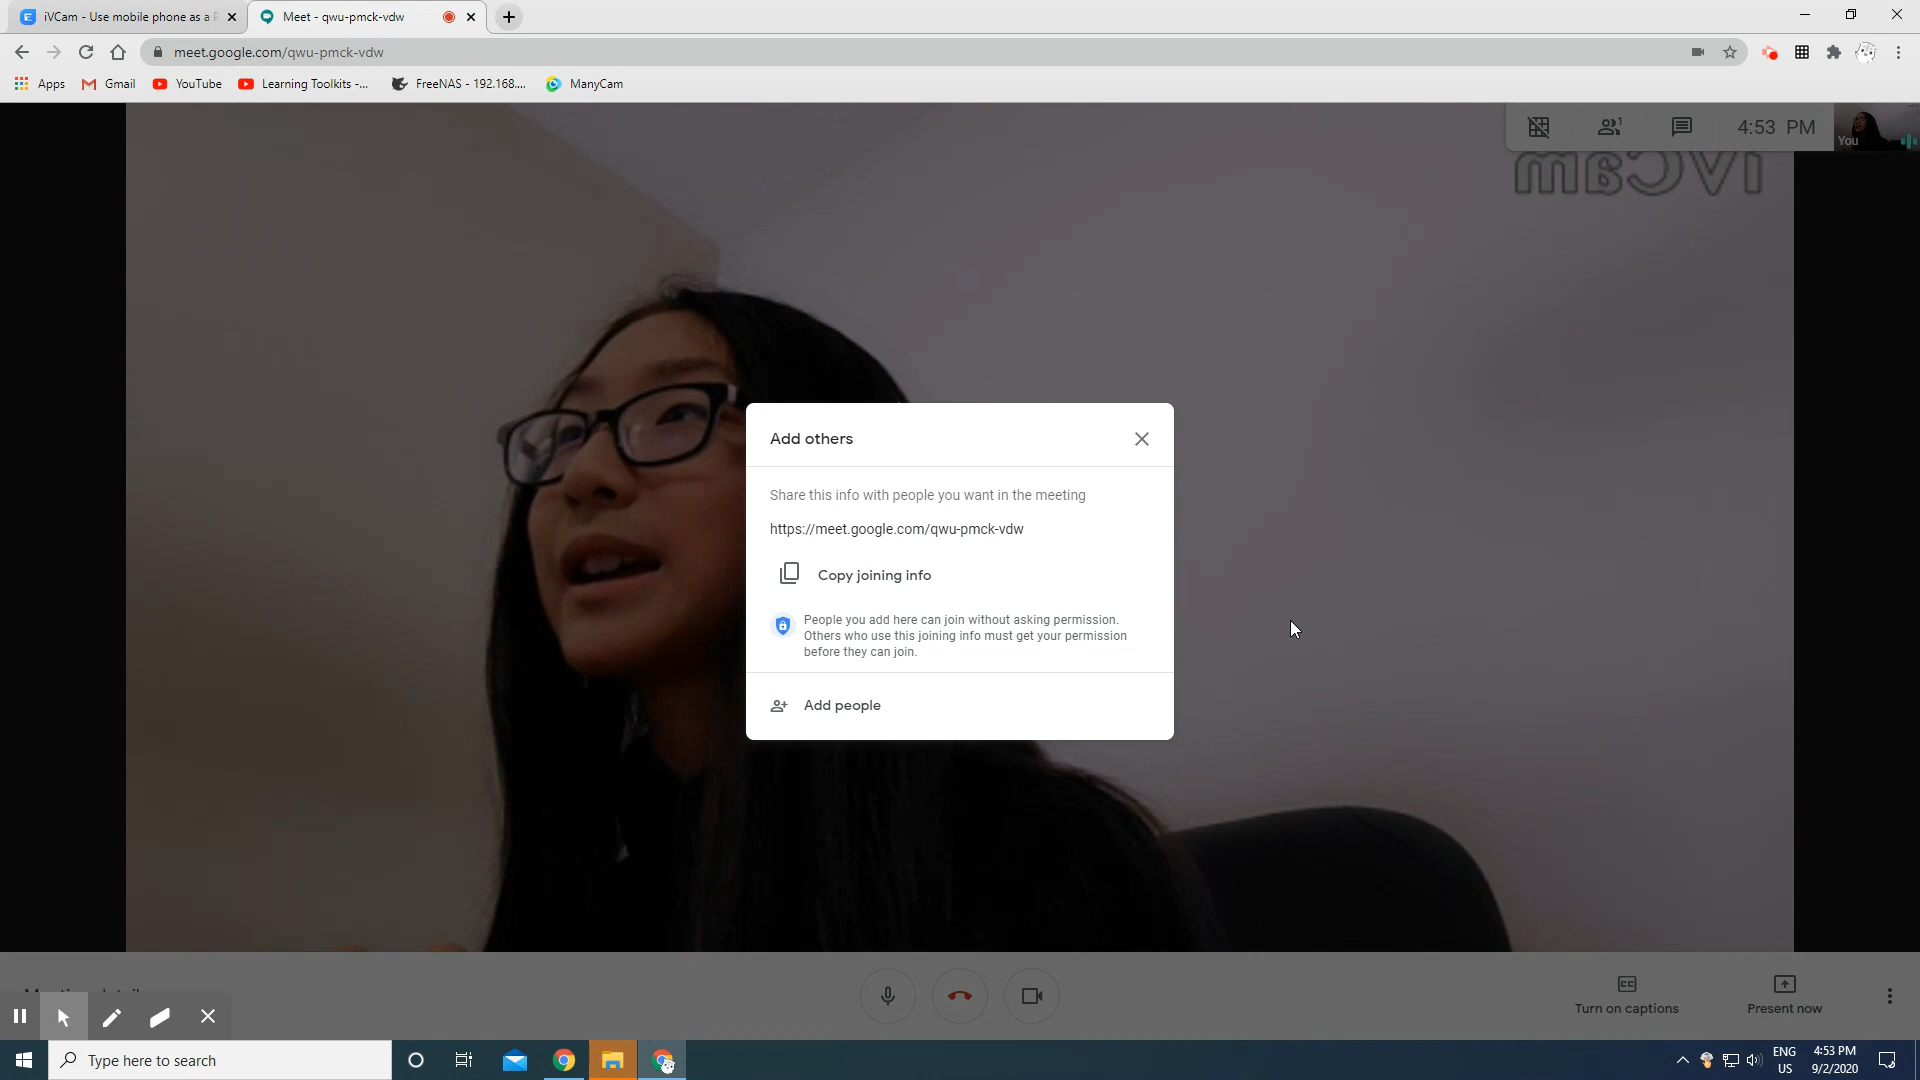 iVCam - Use mobile phone as a P
Meet - qwu-pmck-vdw
meet.google.com/qwu-pmck-vdw
Apps
Gmail
YouTube
Learning Toolkits -...
FreeNAS - 192.168....
ManyCam
1
4:53 PM
You
iVCam
Add others
Share this info with people you want in the meeting
https://meet.google.com/qwu-pmck-vdw
Copy joining info
People you add here can join without asking permission.
Others who use this joining info must get your permission
before they can join.
Add people
Turn on captions
Present now
Type here to search
ENG
US
4:53 PM
9/2/2020